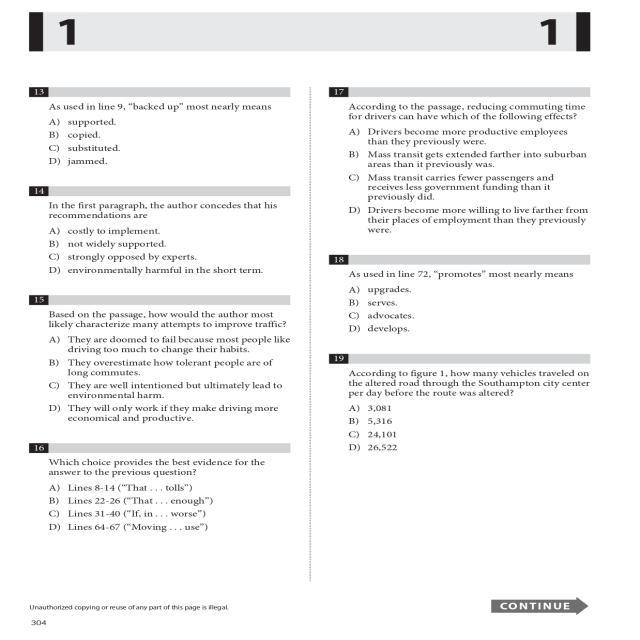 1
1
13
As used in line 9, “backed up” most nearly means
A) supported.
B) copied.
C) substituted.
D) jammed.
14
In the first paragraph, the author concedes that his
recommendations are
A) costly to implement.
B) not widely supported.
C) strongly opposed by experts.
D) environmentally harmful in the short term.
15
Based on the passage, how would the author most
likely characterize many attempts to improve traffic?
A) They are doomed to fail because most people like
driving too much to change their habits.
B) They overestimate how tolerant people are of
long commutes.
C) They are well intentioned but ultimately lead to
environmental harm.
D) They will only work if they make driving more
economical and productive.
16
Which choice provides the best evidence for the
answer to the previous question?
A) Lines 8-14 (“That . . . tolls”)
B) Lines 22-26 (“That . . . enough”)
C) Lines 31-40 (“If, in . . . worse”)
D) Lines 64-67 (“Moving . . . use”)
17
According to the passage, reducing commuting time
for drivers can have which of the following effects?
A) Drivers become more productive employees
than they previously were.
B) Mass transit gets extended farther into suburban
areas than it previously was.
C) Mass transit carries fewer passengers and
receives less government funding than it
previously did.
D) Drivers become more willing to live farther from
their places of employment than they previously
were.
18
As used in line 72, “promotes” most nearly means
A) upgrades.
B) serves.
C) advocates.
D) develops.
19
According to figure 1, how many vehicles traveled on
the altered road through the Southampton city center
per day before the route was altered?
A) 3,081
B) 5,316
C) 24,101
D) 26,522
Unauthorized copying or reuse of any part of this page is illegal.
CONTINUE
304